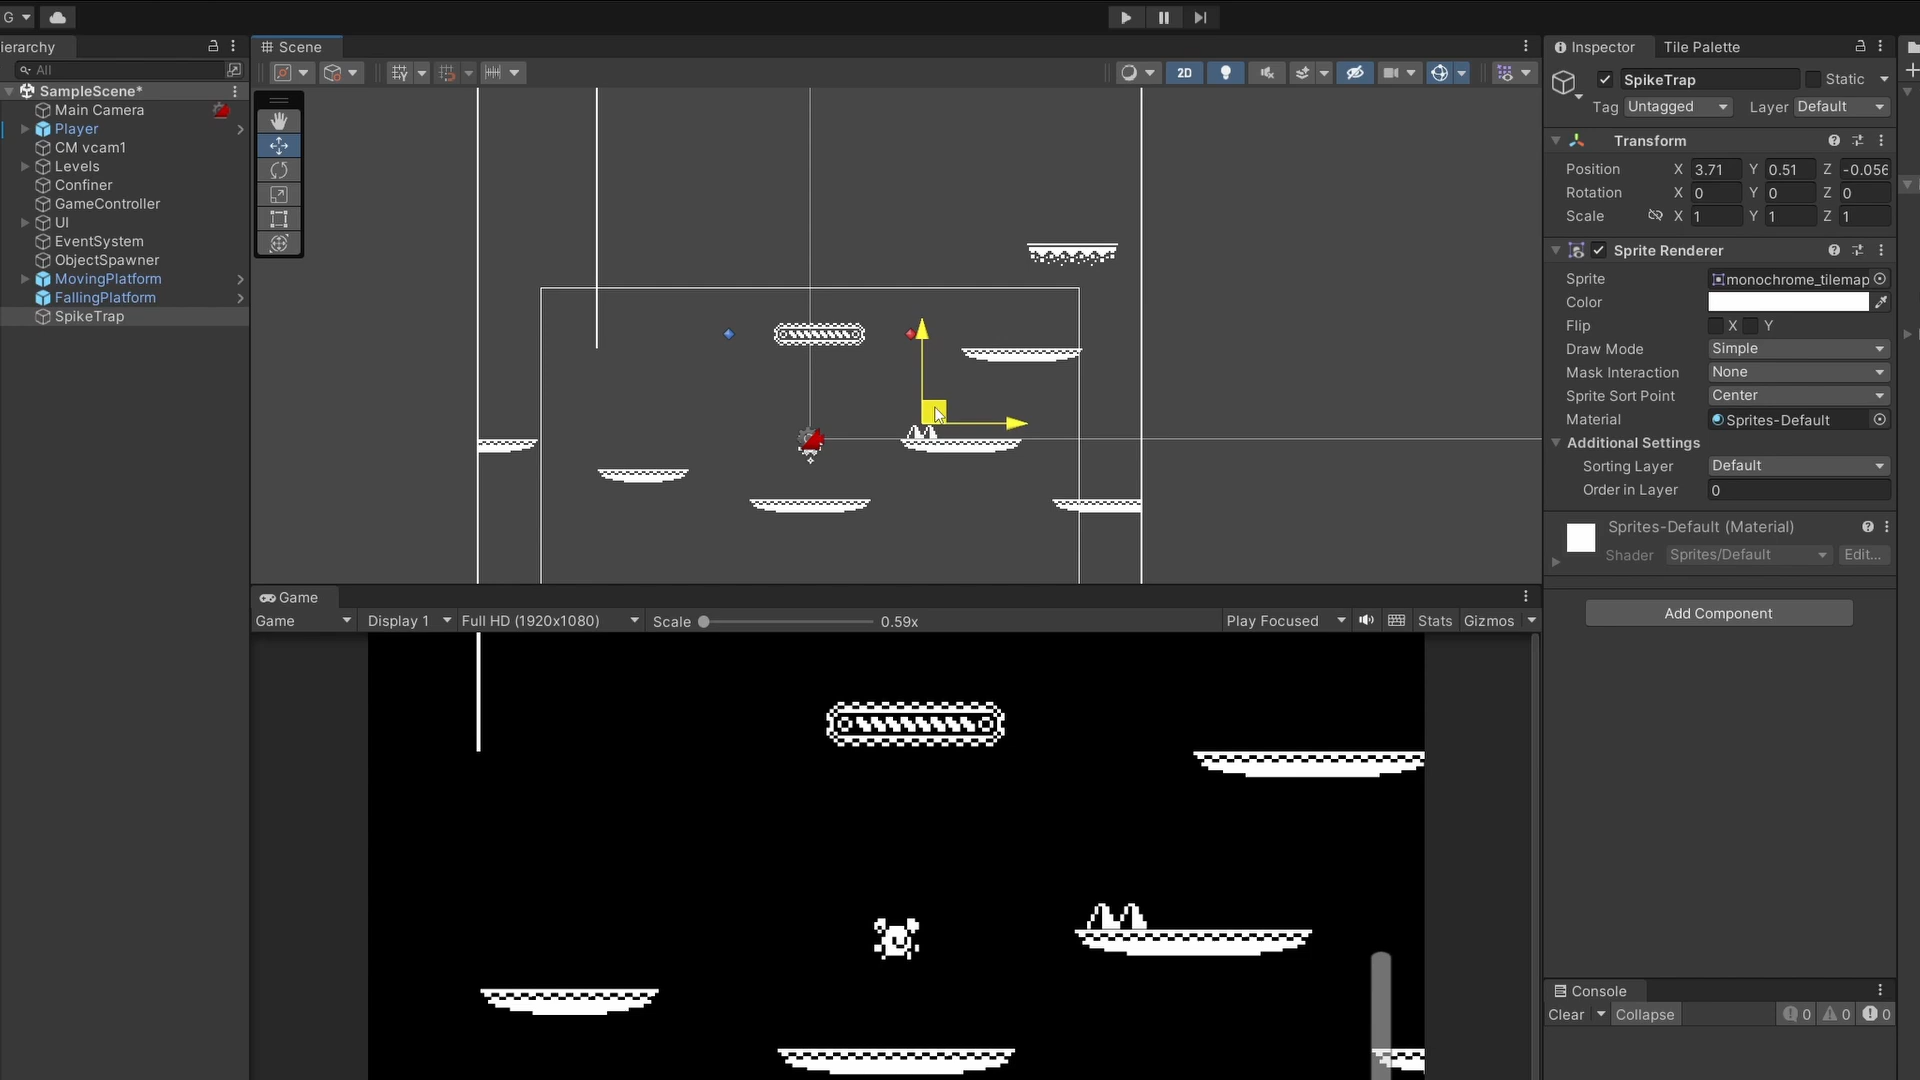 G
ierarchy
All
SampleScene*
Main Camera
Player
CM vcam1
Levels
Confiner
GameController
UI
EventSystem
ObjectSpawner
MovingPlatform
FallingPlatform
SpikeTrap
Scene
2D
Game
Game
Display 1
Full HD (1920x1080)
Scale
0.59x
Play Focused
Stats
Gizmos
Inspector
Tile Palette
SpikeTrap
Static
Tag
Untagged
Layer
Default
Transform
Position X 3.71 Y 0.51 Z -0.056
Rotation X 0 Y 0 Z 0
Scale X 1 Y 1 Z 1
Sprite Renderer
Sprite monochrome_tilemap
Color
Flip X Y
Draw Mode Simple
Mask Interaction None
Sprite Sort Point Center
Material Sprites-Default
Additional Settings
Sorting Layer Default
Order in Layer 0
Sprites-Default (Material)
Shader Sprites/Default Edit...
Add Component
Console
Clear Collapse 0 0 0